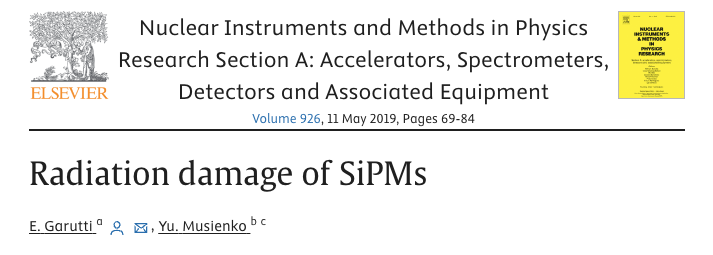 Nuclear Instruments and Methods in Physics
Research Section A: Accelerators, Spectrometers,
Detectors and Associated Equipment
ELSEVIER
Volume 926, 11 May 2019, Pages 69-84
NUCLEAR
INSTRUMENTS
& METHODS
IN
PHYSICS
RESEARCH
Radiation damage of SiPMs
E. Garutti a, Yu. Musienko b c